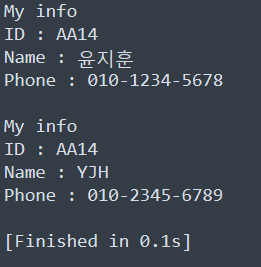 My info
ID : AA14
Name : 윤지훈
Phone : 010-1234-5678
My info
ID : AA14
Name : YJH
Phone : 010-2345-6789
[Finished in 0.1s]